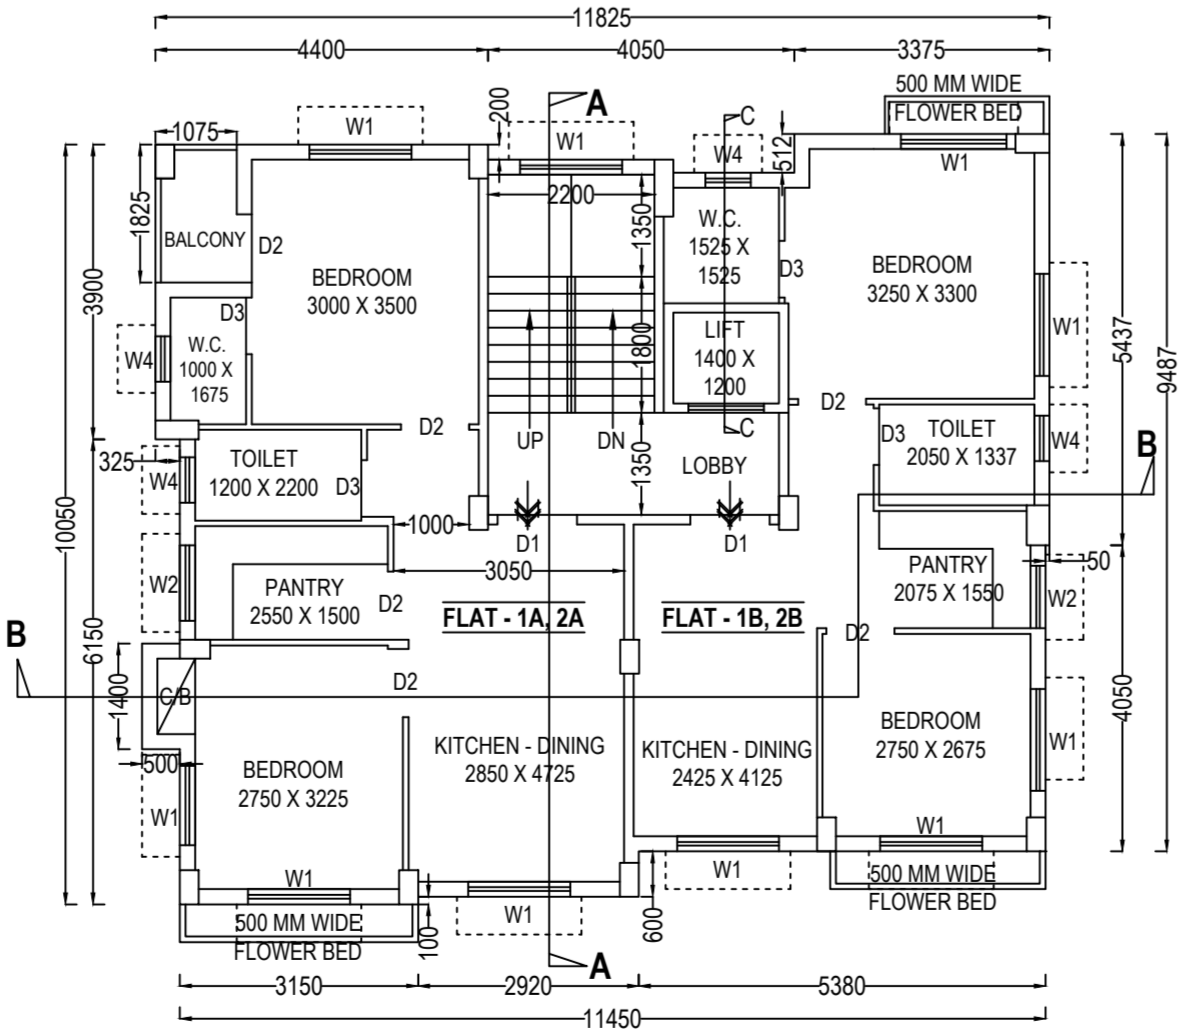 11825
4400
4050
3375
500 MM WIDE
FLOWER BED
A
C
200
1075
W1
W1
W4
512
W1
2200
1825
BALCONY
D2
1350
W.C.
1525 X
1525
D3
BEDROOM
3000 X 3500
BEDROOM
3250 X 3300
3900
D3
W.C.
1000 X
1675
W4
1800
LIFT
1400 X
1200
W1
5437
9487
D2
D2
UP
DN
C
1350
LOBBY
D3
TOILET
2050 X 1337
W4
B
325
TOILET
1200 X 2200
D3
W4
10050
1000
D1
D1
3050
50
W2
PANTRY
2550 X 1500
D2
FLAT - 1A, 2A
FLAT - 1B, 2B
PANTRY
2075 X 1550
W2
D2
B
6150
1400
C/B
D2
4050
KITCHEN - DINING
2850 X 4725
KITCHEN - DINING
2425 X 4125
BEDROOM
2750 X 2675
W1
500
BEDROOM
2750 X 3225
W1
W1
W1
W1
W1
500 MM WIDE
FLOWER BED
100
600
500 MM WIDE
FLOWER BED
A
3150
2920
5380
11450